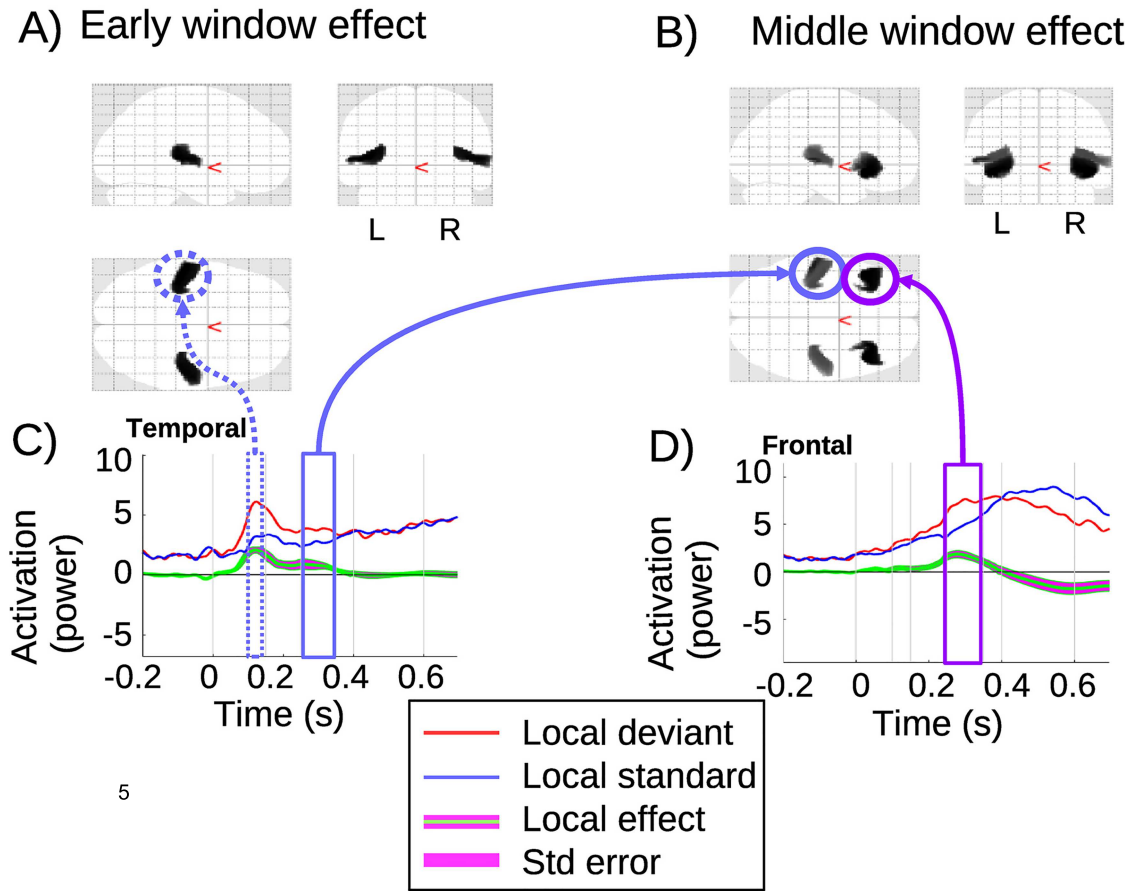 A) Early window effect
B) Middle window effect
<
<
L R
<
<
L R
<
<
C) Temporal
10
5
0
-5
Activation
(power)
-0.2 0 0.2 0.4 0.6
Time (s)
D) Frontal
10
5
0
-5
Activation
(power)
-0.2 0 0.2 0.4 0.6
Time (s)
Local deviant
Local standard
Local effect
Std error
5